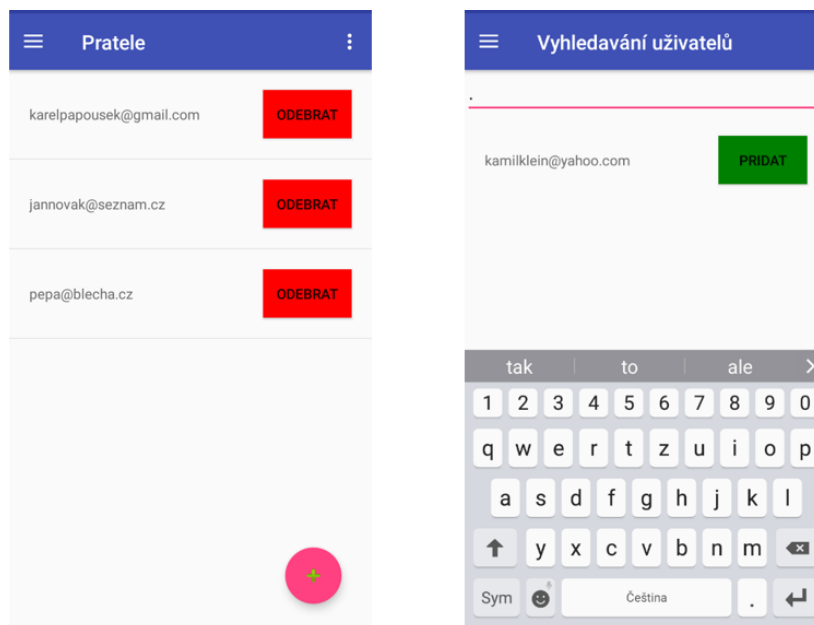 Pratele
karelpapousek@gmail.com
ODEBRAT
jannovak@seznam.cz
ODEBRAT
pepa@blecha.cz
ODEBRAT
+
Vyhledavání uživatelů
.
kamilklein@yahoo.com
PRIDAT
tak to ale
1 2 3 4 5 6 7 8 9 0
q w e r t z u i o p
a s d f g h j k l
y x c v b n m
Sym Čeština .